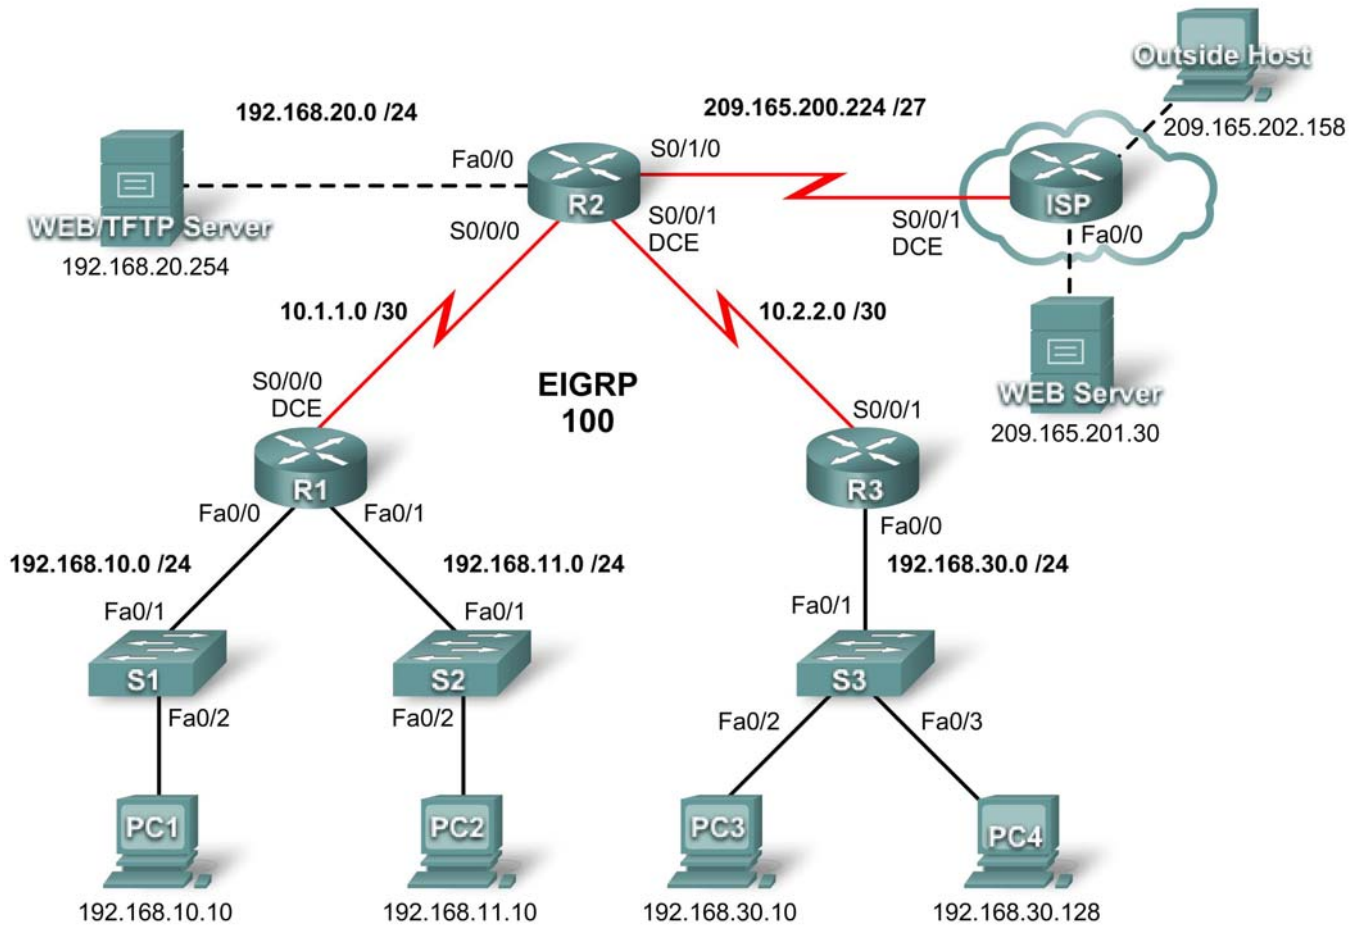 Outside Host
209.165.202.158
192.168.20.0 /24
209.165.200.224 /27
Fa0/0
S0/1/0
R2
ISP
WEB/TFTP Server
192.168.20.254
S0/0/0
S0/0/1
DCE
S0/0/1
DCE
Fa0/0
10.1.1.0 /30
10.2.2.0 /30
WEB Server
209.165.201.30
EIGRP
100
S0/0/0
DCE
S0/0/1
R1
R3
Fa0/0
Fa0/1
Fa0/0
192.168.10.0 /24
192.168.11.0 /24
192.168.30.0 /24
Fa0/1
Fa0/1
Fa0/1
S1
S2
S3
Fa0/2
Fa0/2
Fa0/2
Fa0/3
PC1
PC2
PC3
PC4
192.168.10.10
192.168.11.10
192.168.30.10
192.168.30.128